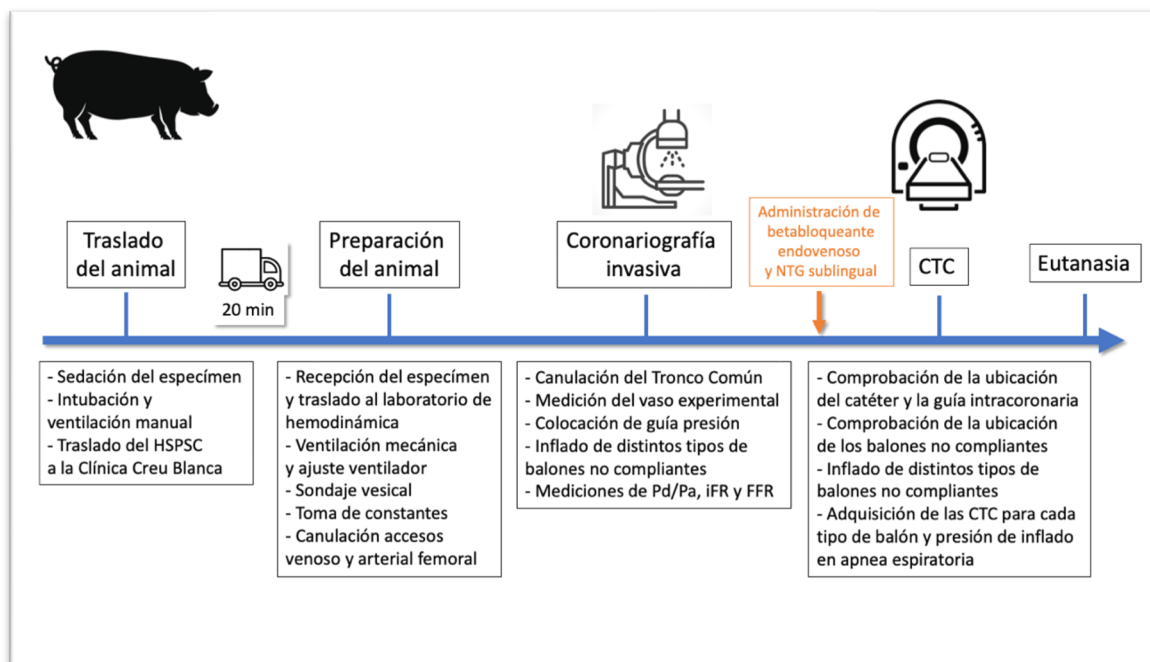 Traslado
del animal
20 min
Preparación
del animal
Coronariografía
invasiva
Administración de
betabloqueante
endovenoso
y NTG sublingual
CTC
Eutanasia
- Sedación del espécimen
- Intubación y
ventilación manual
- Traslado del HSPSC
a la Clínica Creu Blanca
- Recepción del espécimen
y traslado al laboratorio de
hemodinámica
- Ventilación mecánica
y ajuste ventilador
- Sondaje vesical
- Toma de constantes
- Canulación accesos
venoso y arterial femoral
- Canulación del Tronco Común
- Medición del vaso experimental
- Colocación de guía presión
- Inflado de distintos tipos de
balones no compliantes
- Mediciones de Pd/Pa, iFR y FFR
- Comprobación de la ubicación
del catéter y la guía intracoronaria
- Comprobación de la ubicación
de los balones no compliantes
- Inflado de distintos tipos de
balones no compliantes
- Adquisición de las CTC para cada
tipo de balón y presión de inflado
en apnea espiratoria